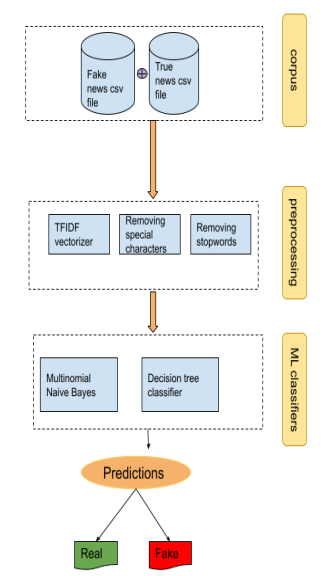 Fake
news csv
file
True
news csv
file
corpus
TFIDF
vectorizer
Removing
special
characters
Removing
stopwords
preprocessing
Multinomial
Naive Bayes
Decision tree
classifier
ML classifiers
Predictions
Real
Fake